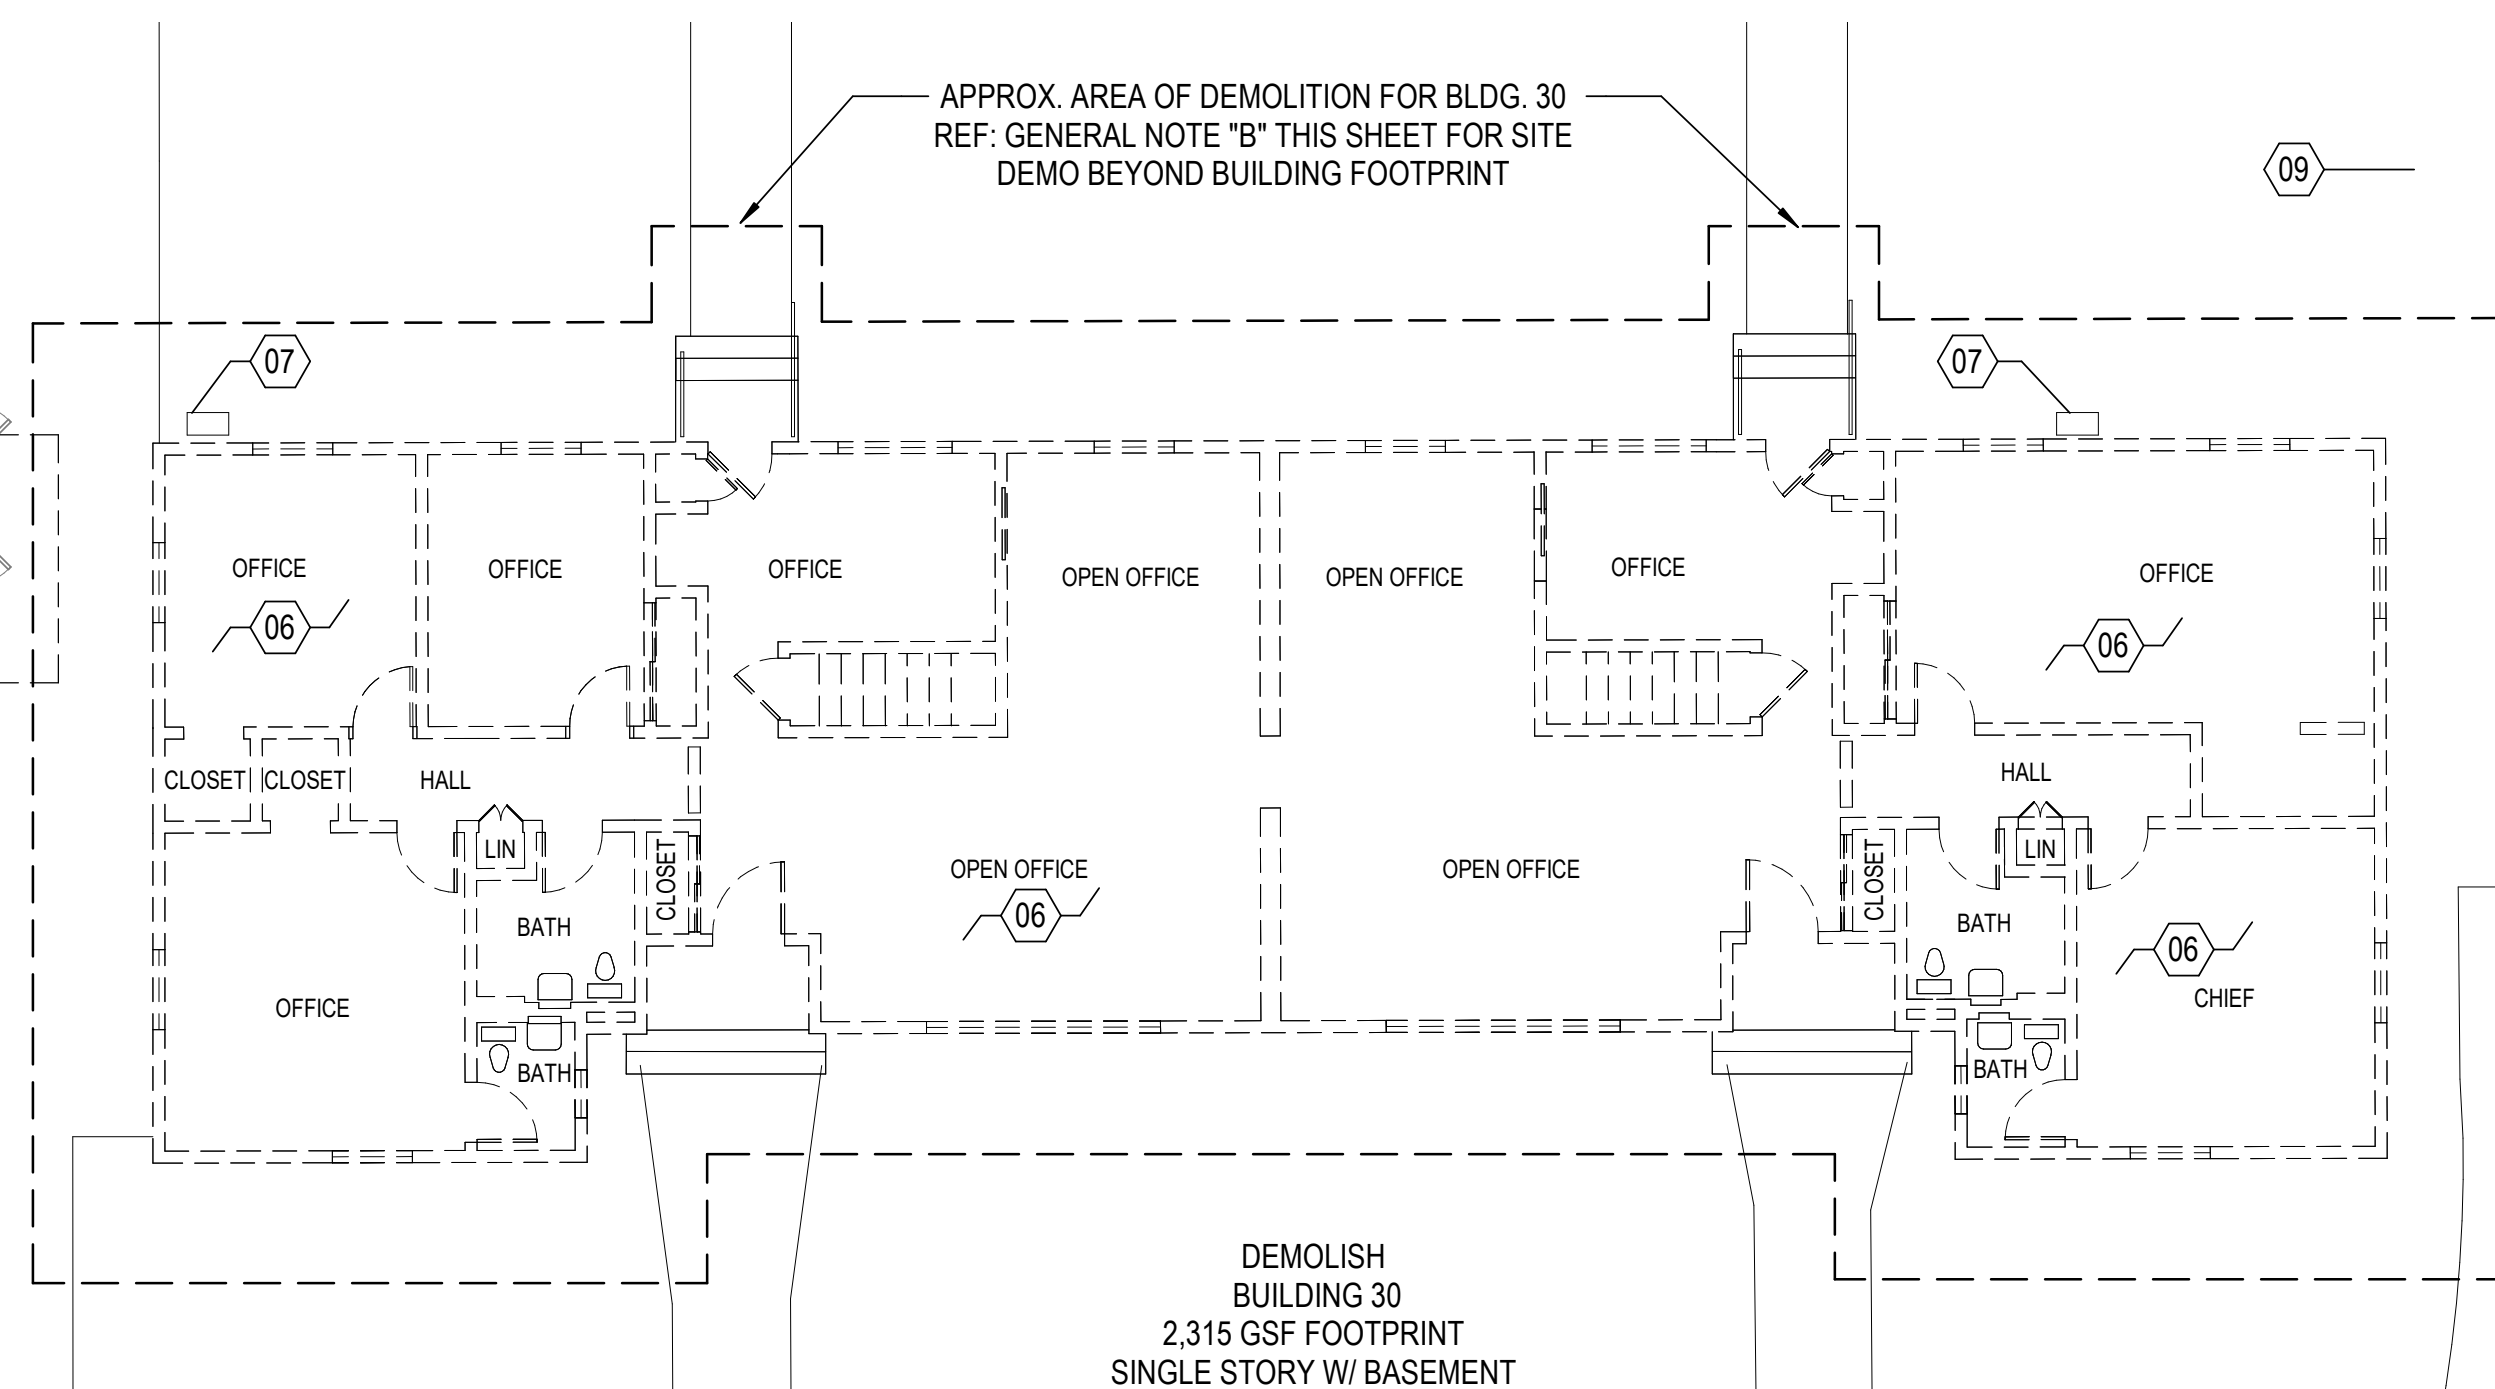 APPROX. AREA OF DEMOLITION FOR BLDG. 30
REF: GENERAL NOTE "B" THIS SHEET FOR SITE
DEMO BEYOND BUILDING FOOTPRINT
09
07
07
OFFICE
OFFICE
OFFICE
OPEN OFFICE
OPEN OFFICE
OFFICE
OFFICE
06
06
CLOSET
CLOSET
HALL
HALL
LIN
LIN
CLOSET
OPEN OFFICE
OPEN OFFICE
CLOSET
06
BATH
BATH
06
OFFICE
CHIEF
BATH
BATH
DEMOLISH
BUILDING 30
2,315 GSF FOOTPRINT
SINGLE STORY W/ BASEMENT